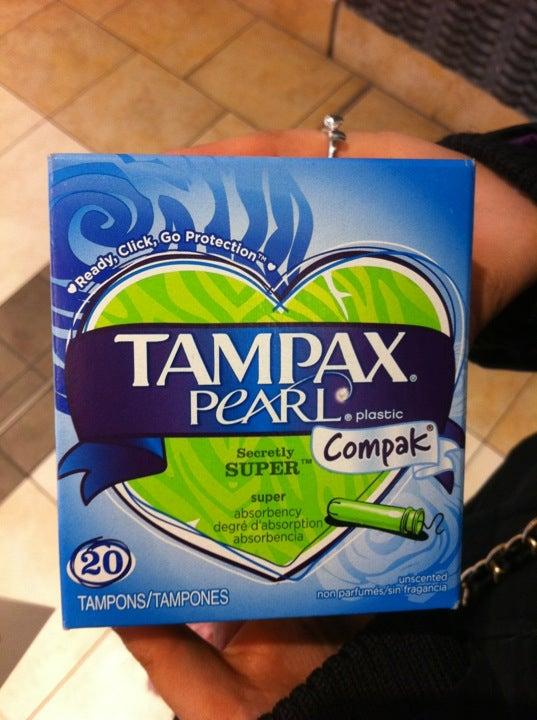 Ready, Click, Go Protection™
TAMPAX®
PEARL® plastic
Compak®
Secretly
SUPER™
super
absorbency
degré d'absorption
absorbencia
20
TAMPONS/TAMPONES
unscented
non parfumés/sin fragancia